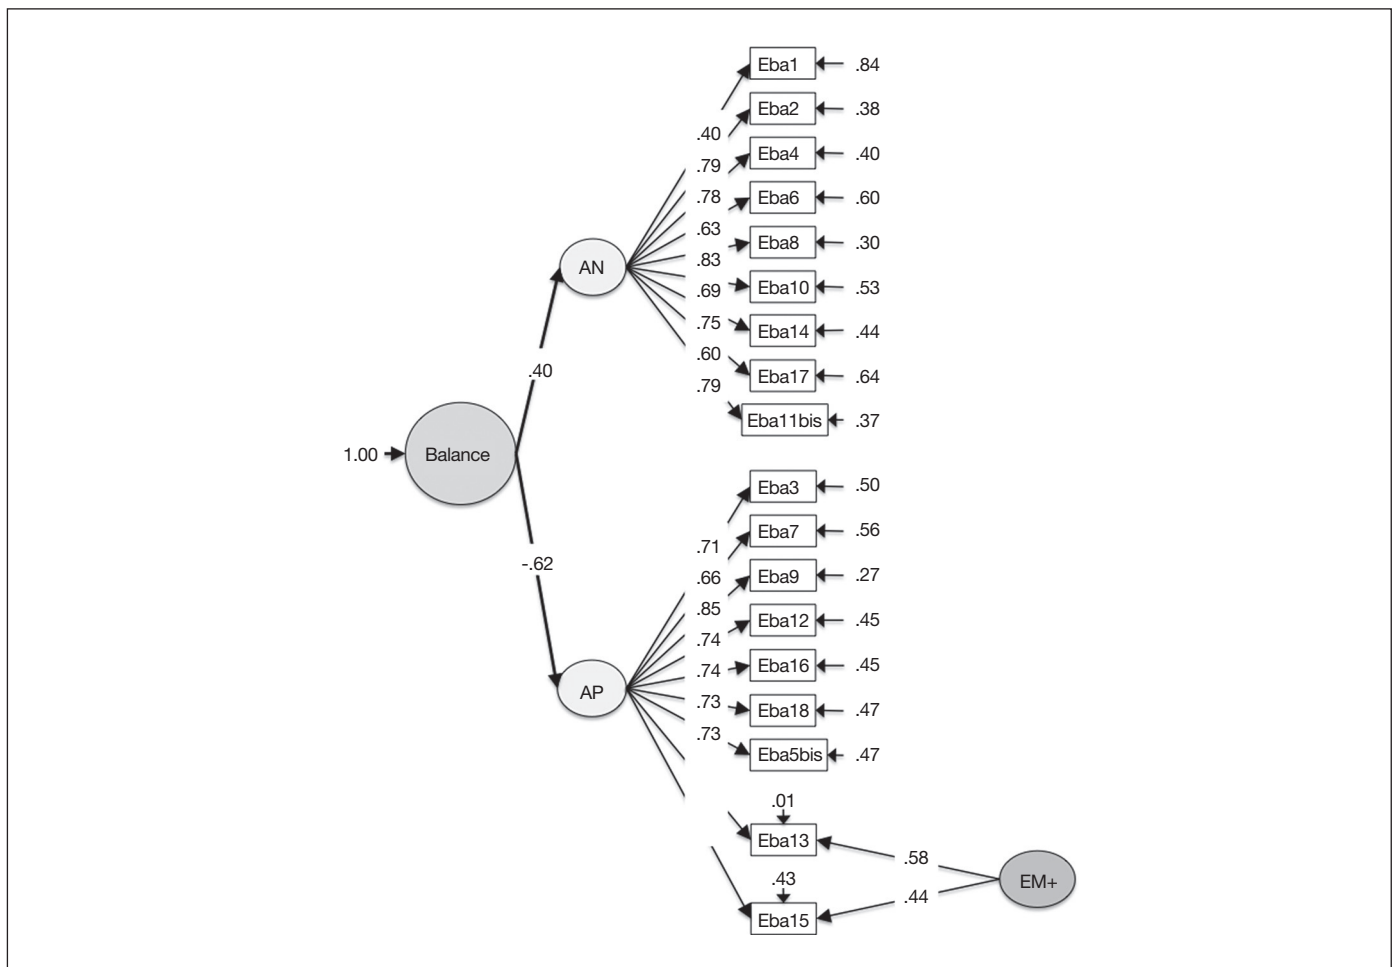 Eba1 .84
Eba2 .38
.40
Eba4 .40
.79
.78
Eba6 .60
.63
Eba8 .30
.83
AN
Eba10 .53
.69
.75
Eba14 .44
.60
.40
Eba17 .64
.79
Eba11bis .37
1.00 Balance
Eba3 .50
Eba7 .56
.71
-.62
.66
Eba9 .27
.85
Eba12 .45
.74
Eba16 .45
.74
AP
.73
Eba18 .47
.73
Eba5bis .47
.01
Eba13
.58
.43
EM+
.44
Eba15